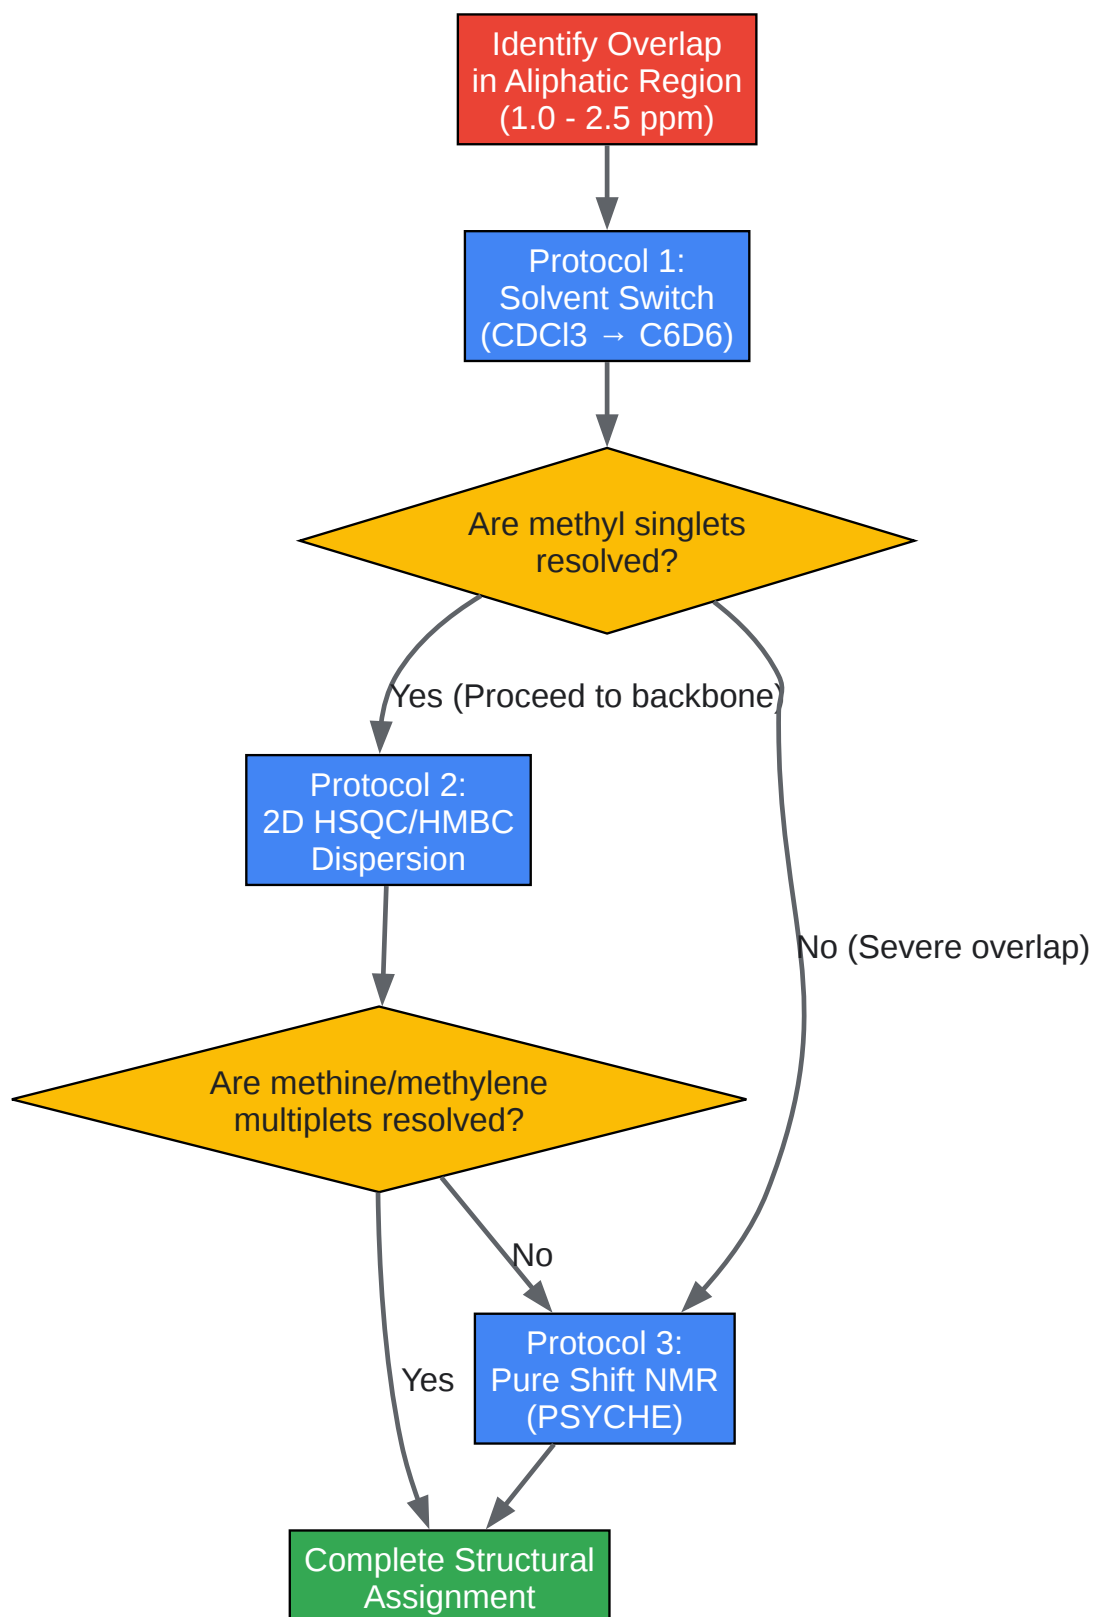 Identify Overlap
in Aliphatic Region
(1.0 - 2.5 ppm)
Protocol 1:
Solvent Switch
(CDCl3 → C6D6)
Are methyl singlets
resolved?
Yes (Proceed to backbone)
Protocol 2:
2D HSQC/HMBC
Dispersion
No (Severe overlap)
Are methine/methylene
multiplets resolved?
No
Protocol 3:
Pure Shift NMR
(PSYCHE)
Yes
Complete Structural
Assignment